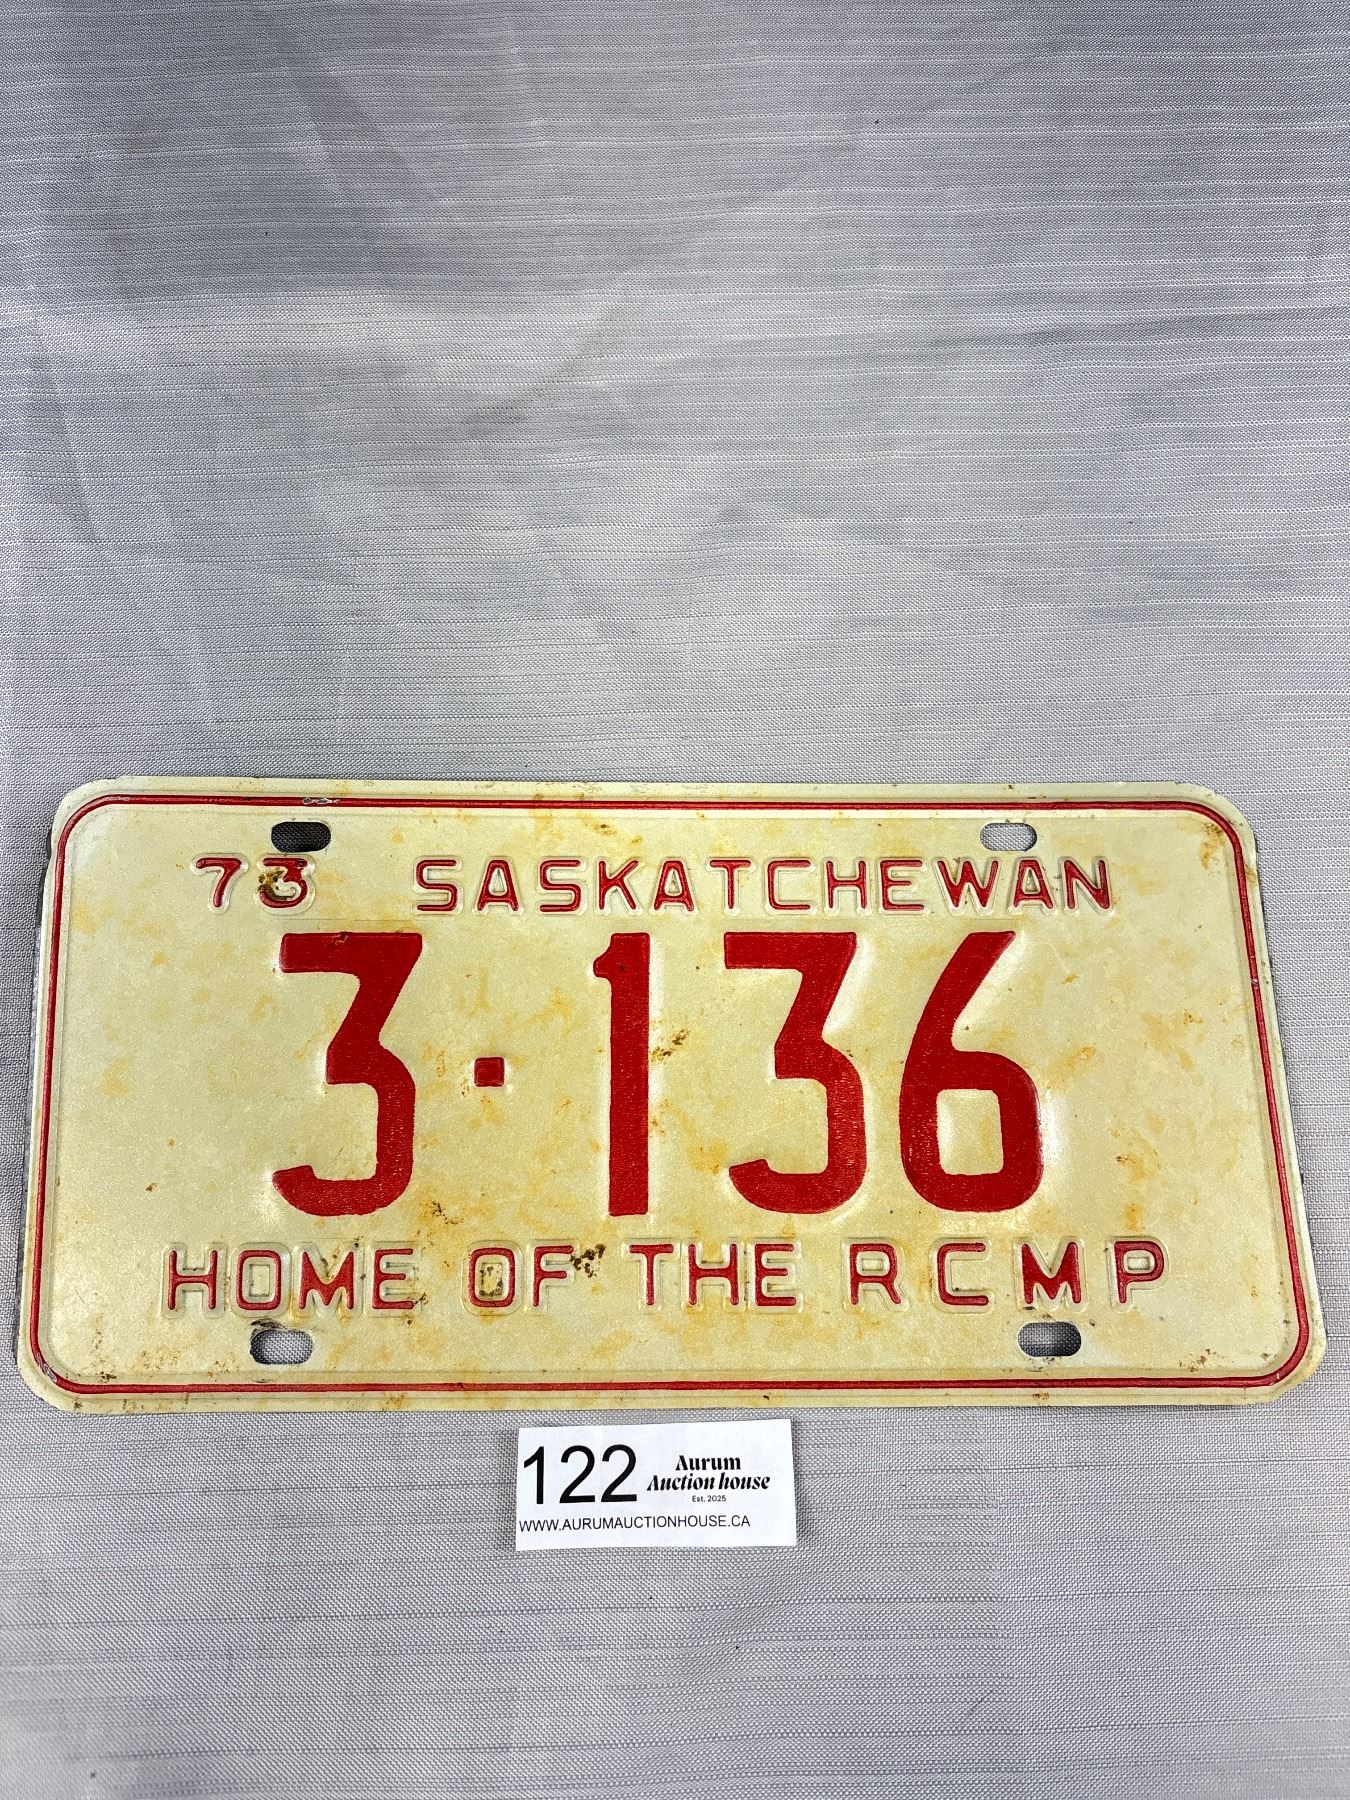 73 SASKATCHEWAN
3·136
HOME OF THE RCMP
122
Aurum
Auction house
Est. 2025
WWW.AURUMAUCTIONHOUSE.CA